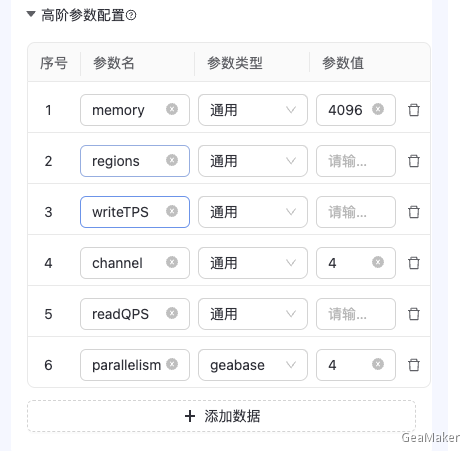 高阶参数配置
序号 参数名 参数类型 参数值
1 memory 通用 4096
2 regions 通用 请输...
3 writeTPS 通用 请输...
4 channel 通用 4
5 readQPS 通用 请输...
6 parallelism geabase 4
+ 添加数据
GeaMaker